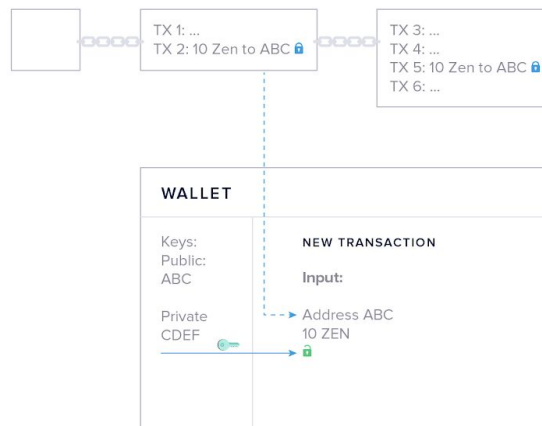 TX 1: ...
TX 2: 10 Zen to ABC
TX 3: ...
TX 4: ...
TX 5: 10 Zen to ABC
TX 6: ...
WALLET
Keys:
Public:
ABC
Private
CDEF
NEW TRANSACTION
Input:
Address ABC
10 ZEN